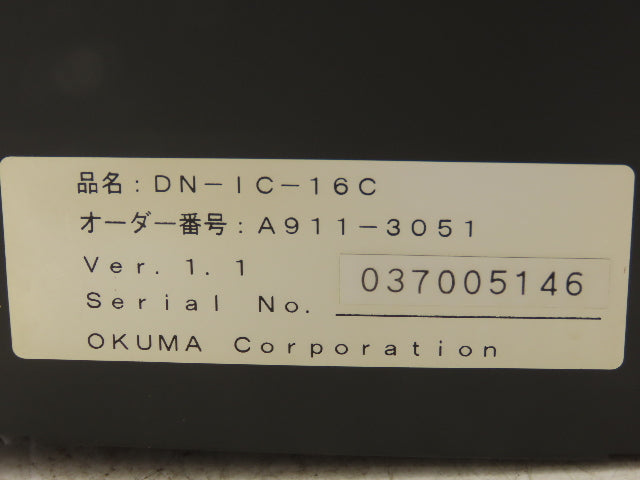 品名:DN-IC-16C
オーダー番号:A911-3051
Ver.1.1
Serial No. 037005146
OKUMA Corporation